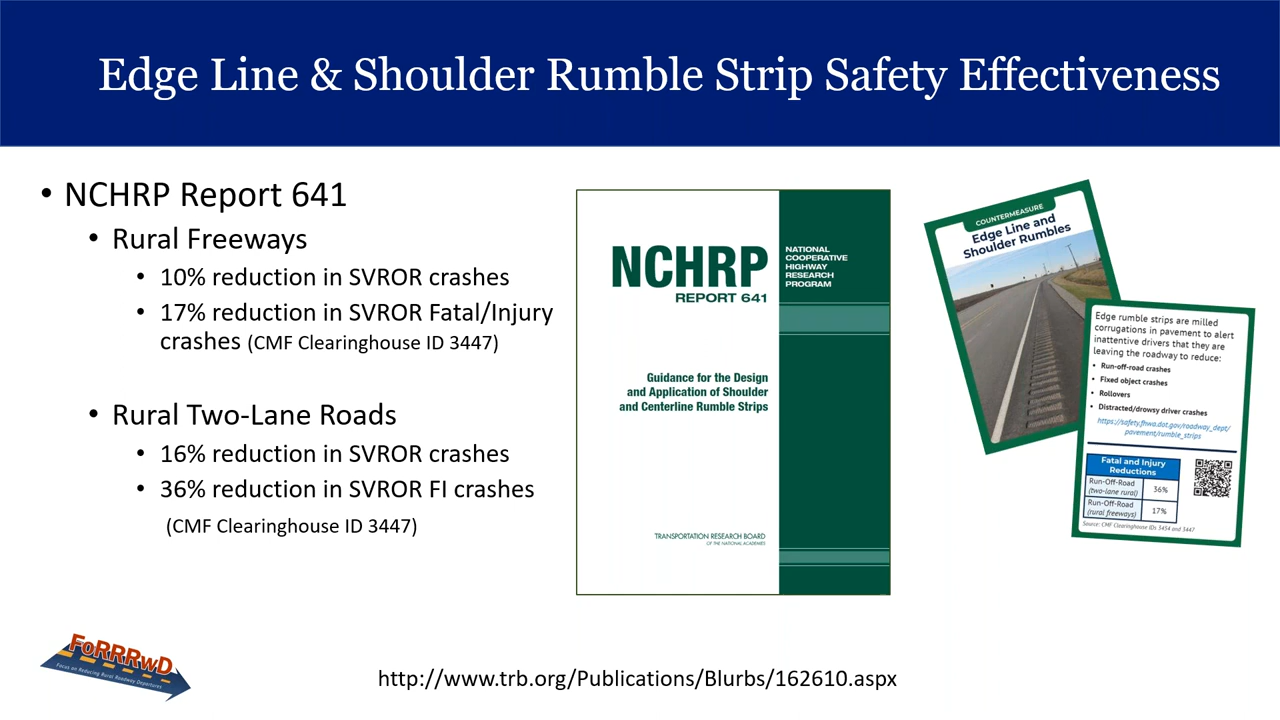 Edge Line & Shoulder Rumble Strip Safety Effectiveness
• NCHRP Report 641
• Rural Freeways
• 10% reduction in SVROR crashes
• 17% reduction in SVROR Fatal/Injury
crashes (CMF Clearinghouse ID 3447)
• Rural Two-Lane Roads
• 16% reduction in SVROR crashes
• 36% reduction in SVROR FI crashes
(CMF Clearinghouse ID 3447)
NCHRP
REPORT 641
NATIONAL
COOPERATIVE
HIGHWAY
RESEARCH
PROGRAM
Guidance for the Design
and Application of Shoulder
and Centerline Rumble Strips
TRANSPORTATION RESEARCH BOARD
OF THE NATIONAL ACADEMIES
COUNTERMEASURE
Edge Line and
Shoulder Rumbles
Edge rumble strips are milled
corrugations in pavement to alert
inattentive drivers that they are
leaving the roadway to reduce:
• Run-off-road crashes
• Fixed object crashes
• Rollovers
• Distracted/drowsy driver crashes
https://safety.fhwa.dot.gov/roadway_dept/
pavement/rumble_strips
Fatal and Injury
Reductions
Run-Off-Road
(two-lane rural)
36%
Run-Off-Road
(rural freeways)
17%
Source: CMF Clearinghouse IDs 3454 and 3447
FoRRRwD
Focus on Reducing Rural Roadway Departures
http://www.trb.org/Publications/Blurbs/162610.aspx